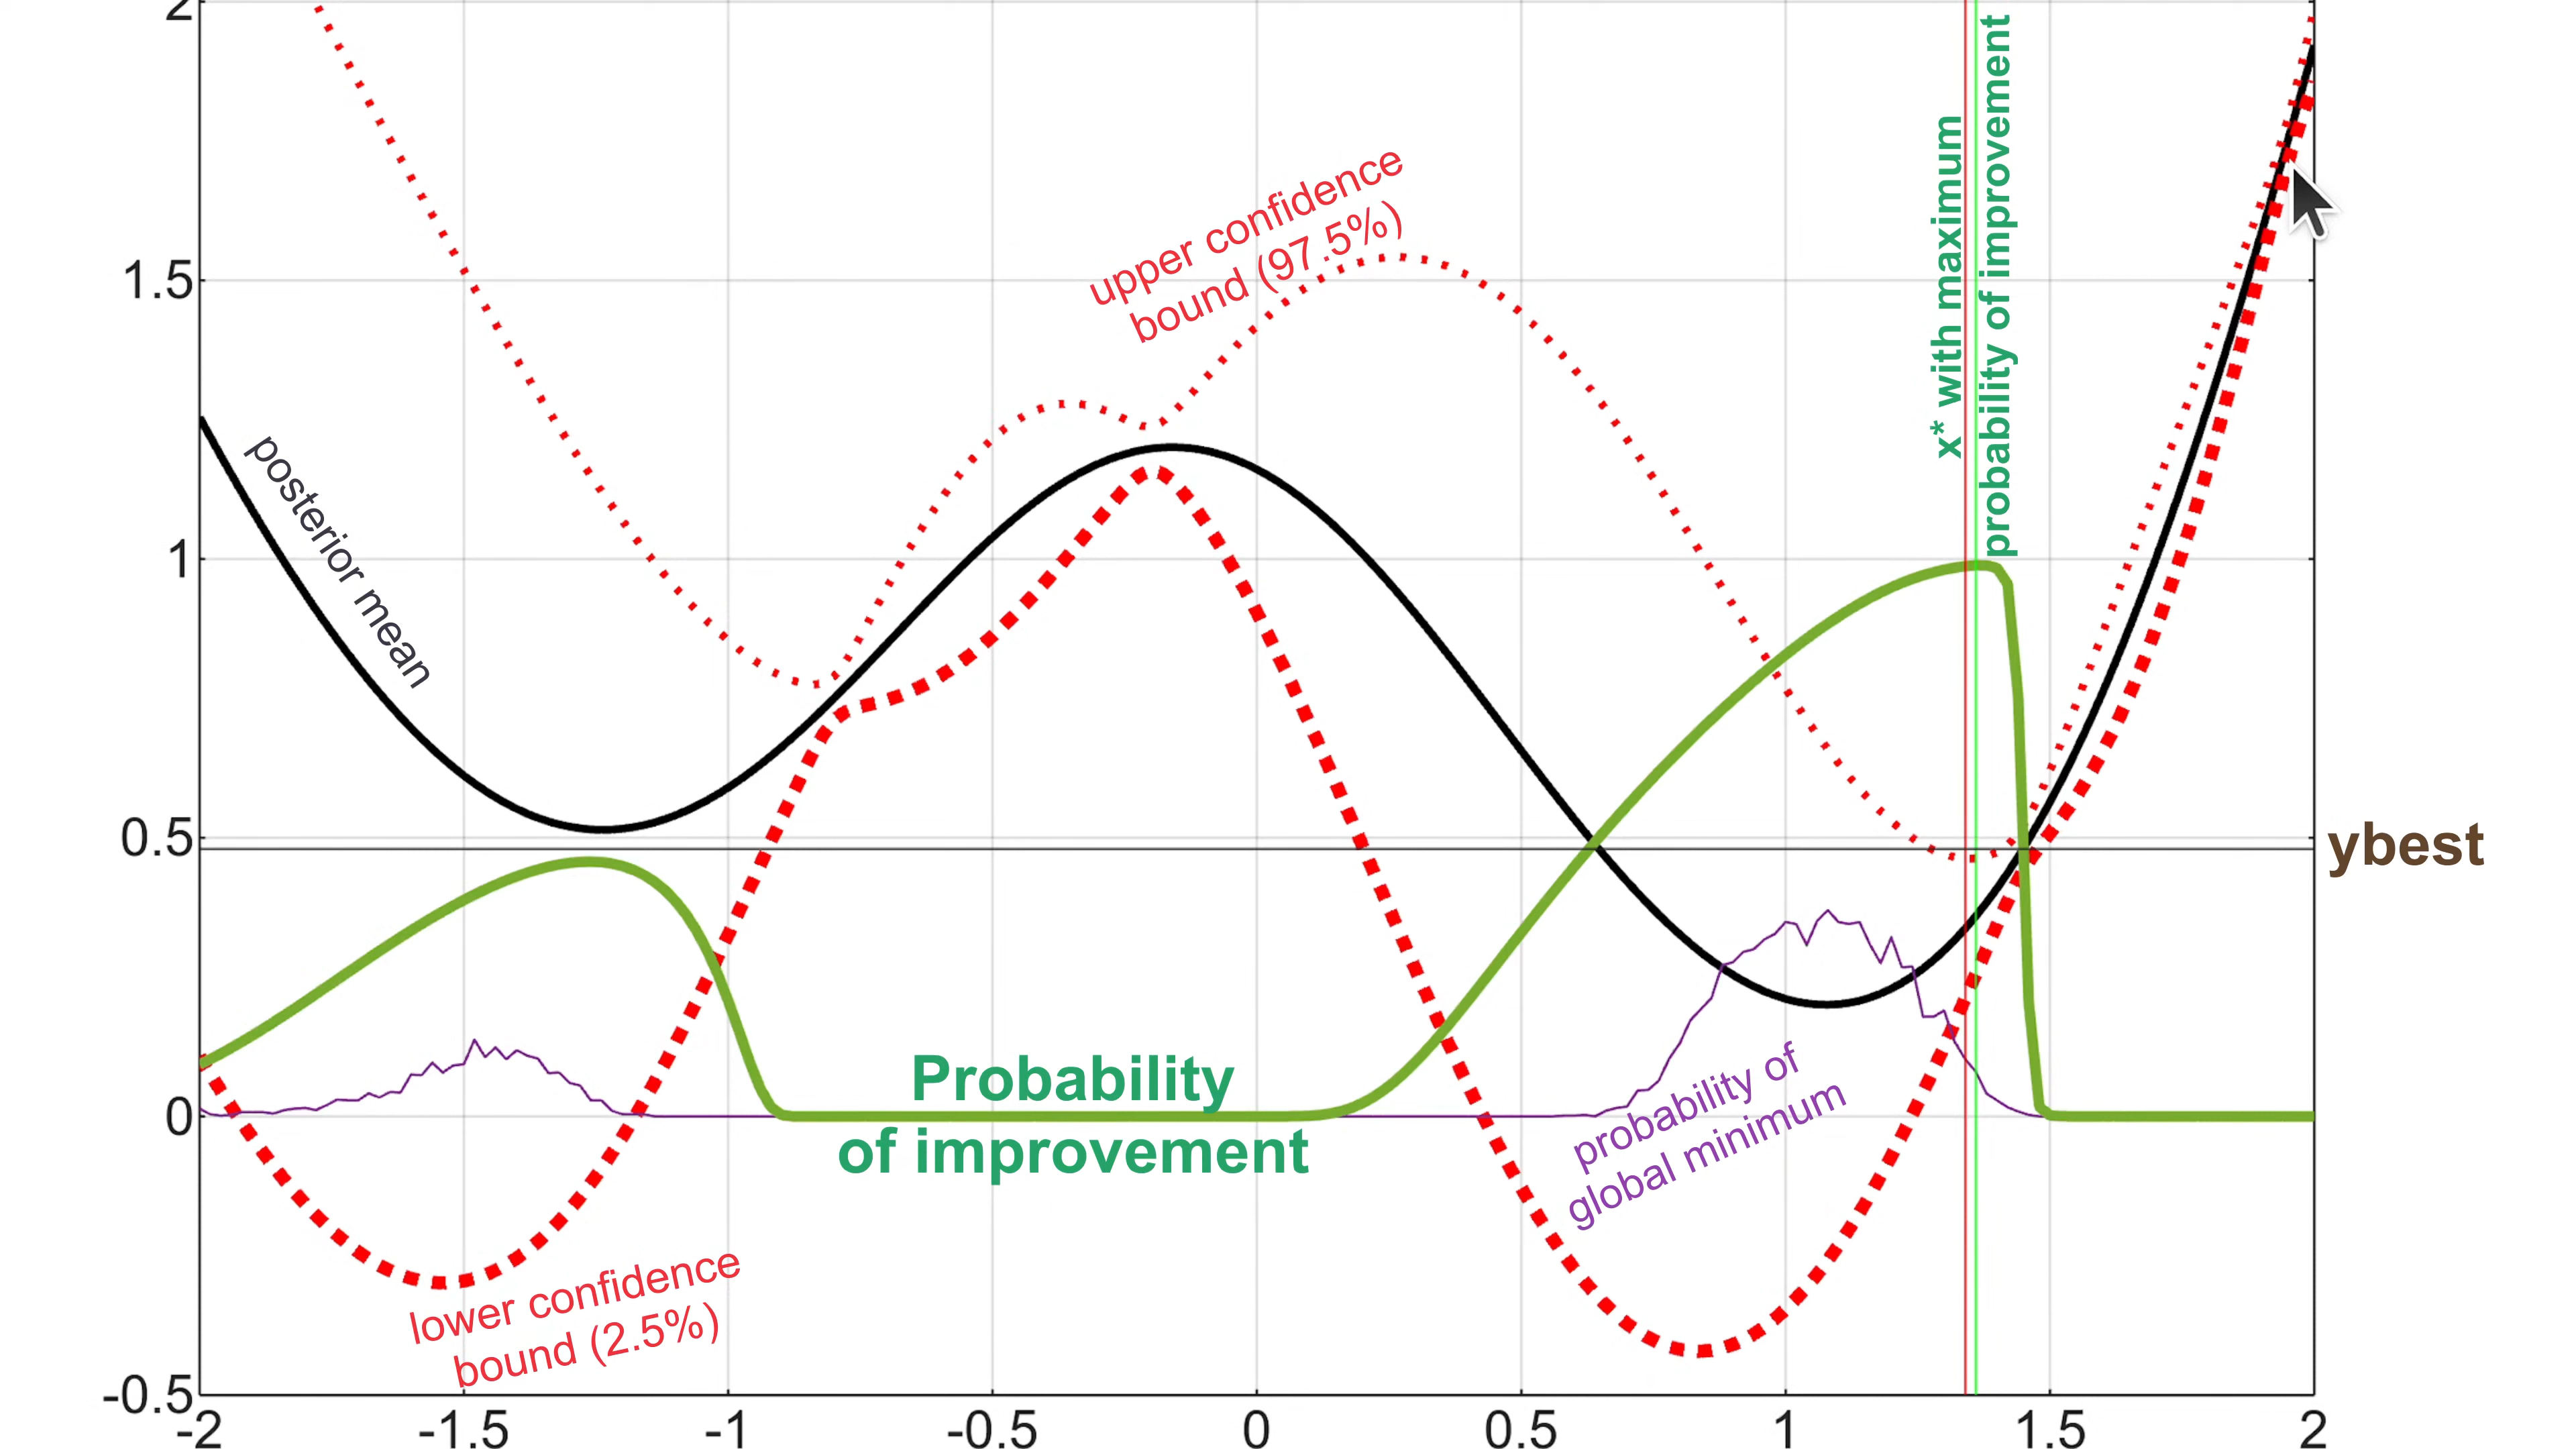 2
1.5
1
0.5
0
-0.5
-2
-1.5
-1
-0.5
0
0.5
1
1.5
2
posterior mean
upper confidence
bound (97.5%)
x* with maximum
probability of improvement
ybest
Probability
of improvement
probability of
global minimum
lower confidence
bound (2.5%)